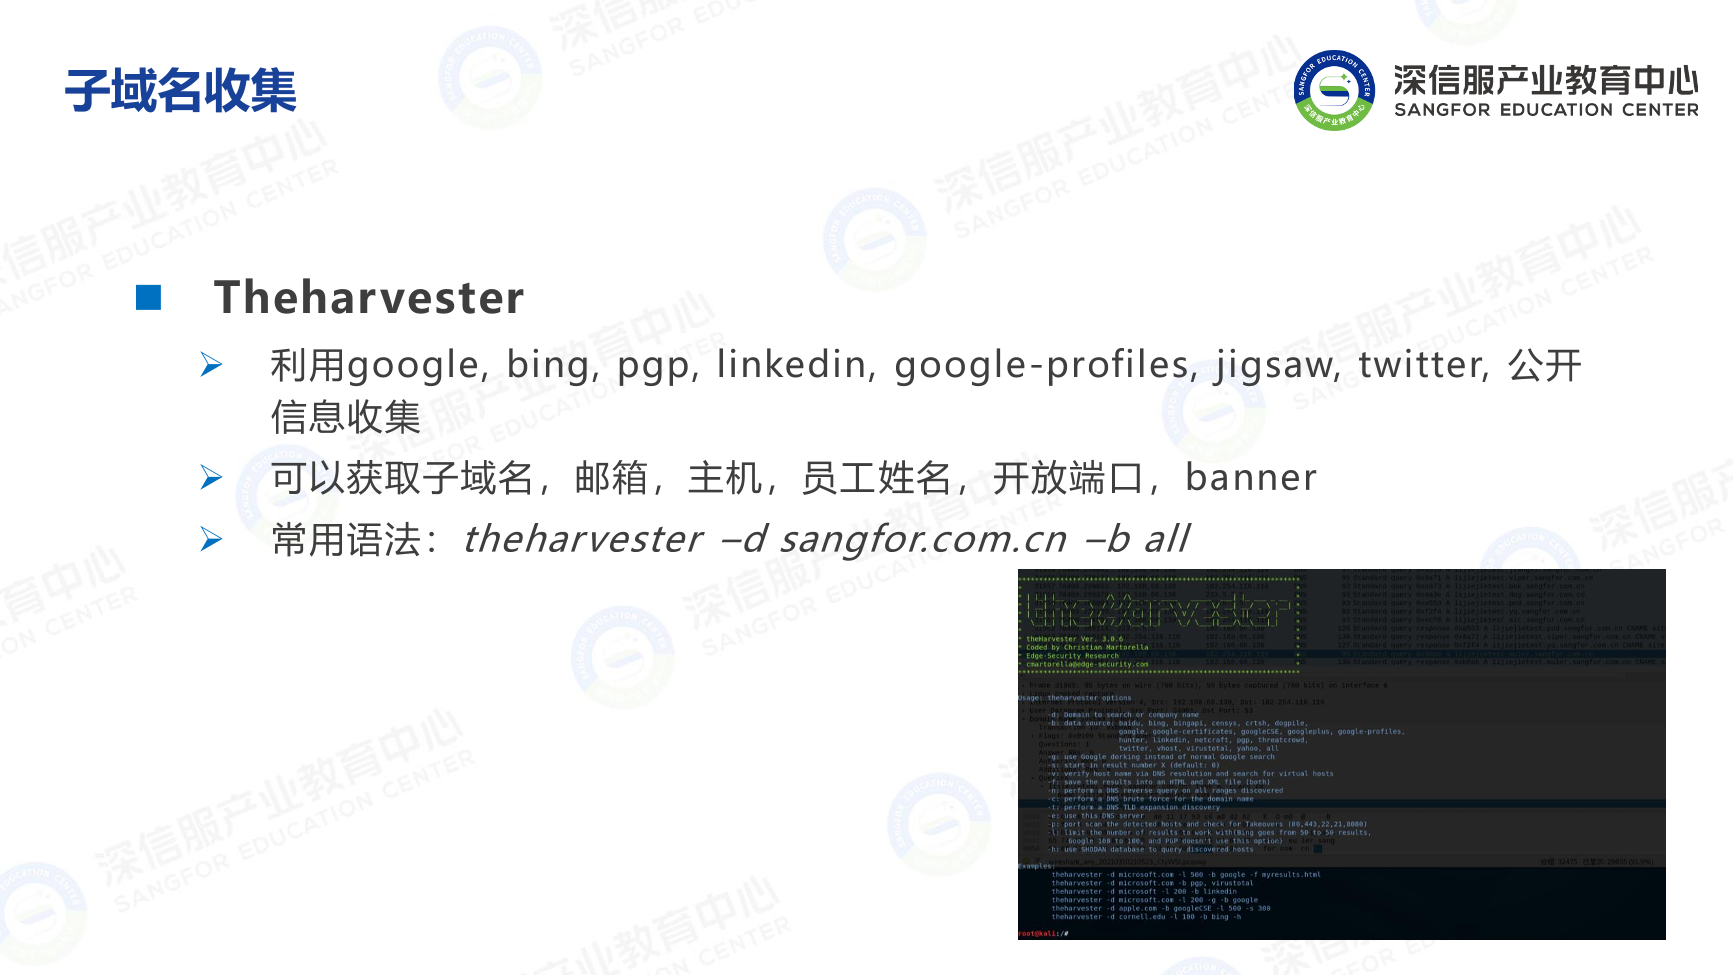 子域名收集
深信服产业教育中心
SANGFOR EDUCATION CENTER
Theharvester
利用google, bing, pgp, linkedin, google-profiles, jigsaw, twitter, 公开
信息收集
可以获取子域名，邮箱，主机，员工姓名，开放端口，banner
常用语法：theharvester –d sangfor.com.cn –b all
* theHarvester Ver. 3.0.6
* Coded by Christian Martorella
* Edge-Security Research
* cmartorella@edge-security.com
Usage: theharvester options
-d: Domain to search or company name
-b: data source: baidu, bing, bingapi, censys, crtsh, dogpile,
google, google-certificates, googleCSE, googleplus, google-profiles,
hunter, linkedin, netcraft, pgp, threatcrowd,
twitter, vhost, virustotal, yahoo, all
-g: use Google dorking instead of normal Google search
-s: start in result number X (default: 0)
-v: verify host name via DNS resolution and search for virtual hosts
-f: save the results into an HTML and XML file (both)
-n: perform a DNS reverse query on all ranges discovered
-c: perform a DNS brute force for the domain name
-t: perform a DNS TLD expansion discovery
-e: use this DNS server
-p: port scan the detected hosts and check for Takeovers (80,443,22,21,8080)
-l: limit the number of results to work with(Bing goes from 50 to 50 results,
Google 100 to 100, and PGP doesn't use this option)
-h: use SHODAN database to query discovered hosts
Examples:
theharvester -d microsoft.com -l 500 -b google -f myresults.html
theharvester -d microsoft.com -b pgp, virustotal
theharvester -d microsoft -l 200 -b linkedin
theharvester -d microsoft.com -l 200 -g -b google
theharvester -d apple.com -b googleCSE -l 500 -s 300
theharvester -d cornell.edu -l 100 -b bing -h
root@kali:/#